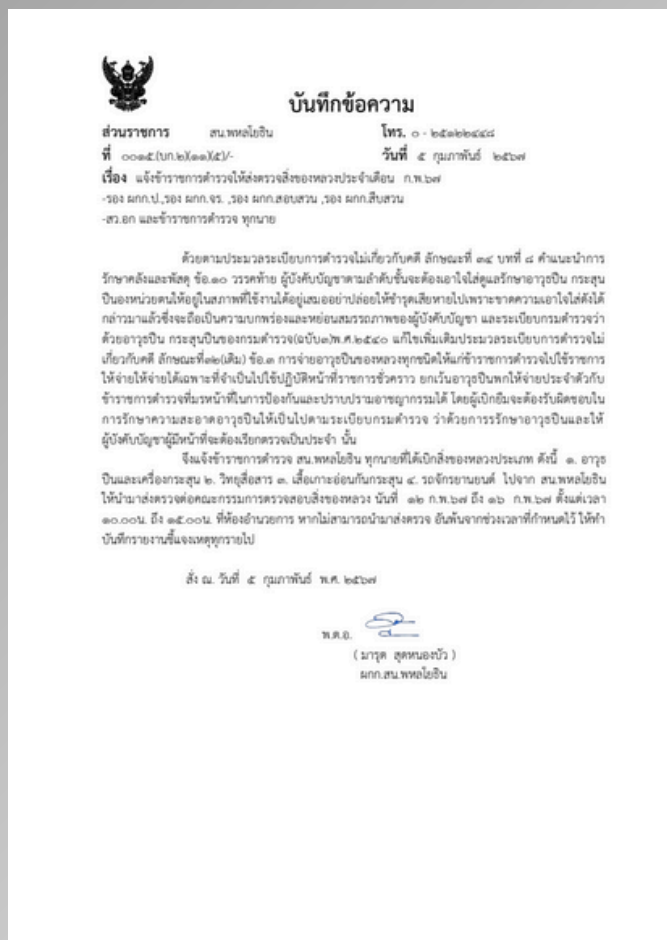 บันทึกข้อความ
ส่วนราชการ สน.พหลโยธิน โทร. ๐ - ๒๕๑๒๒๔๔๘
ที่ ๐๐๑๕.(บก.๒)(๑๑)(๕)/- วันที่ ๕ กุมภาพันธ์ ๒๕๖๗
เรื่อง แจ้งข้าราชการตำรวจให้ส่งตรวจสิ่งของหลวงประจำเดือน ก.พ.๖๗
-รอง ผกก.ป.,รอง ผกก.จร. ,รอง ผกก.สอบสวน ,รอง ผกก.สืบสวน
-สว.อก และข้าราชการตำรวจ ทุกนาย
ด้วยตามประมวลระเบียบการตำรวจไม่เกี่ยวกับคดี ลักษณะที่ ๓๔ บทที่ ๘ คำแนะนำการ
รักษาคลังและพัสดุ ข้อ.๑๐ วรรคท้าย ผู้บังคับบัญชาตามลำดับชั้นจะต้องเอาใจใส่ดูแลรักษาอาวุธปืน กระสุน
ปืนของหน่วยตนให้อยู่ในสภาพที่ใช้งานได้อยู่เสมออย่าปล่อยให้ชำรุดเสียหายไปเพราะขาดความเอาใจใส่ดังได้
กล่าวมาแล้วซึ่งจะถือเป็นความบกพร่องและหย่อนสมรรถภาพของผู้บังคับบัญชา และระเบียบกรมตำรวจว่า
ด้วยอาวุธปืน กระสุนปืนของกรมตำรวจ(ฉบับ๓)พ.ศ.๒๕๔๐ แก้ไขเพิ่มเติมประมวลระเบียบการตำรวจไม่
เกี่ยวกับคดี ลักษณะที่๓๒(เดิม) ข้อ.๓ การจ่ายอาวุธปืนของหลวงทุกชนิดให้แก่ข้าราชการตำรวจไปใช้ราชการ
ให้จ่ายให้จ่ายได้เฉพาะที่จำเป็นไปใช้ปฏิบัติหน้าที่ราชการชั่วคราว ยกเว้นอาวุธปืนพกให้จ่ายประจำตัวกับ
ข้าราชการตำรวจที่มรหน้าที่ในการป้องกันและปราบปรามอาชญากรรมได้ โดยผู้เบิกยืมจะต้องรับผิดชอบใน
การรักษาความสะอาดอาวุธปืนให้เป็นไปตามระเบียบกรมตำรวจ ว่าด้วยการรรักษาอาวุธปืนและให้
ผู้บังคับบัญชาผู้มีหน้าที่จะต้องเรียกตรวจเป็นประจำ นั้น
จึงแจ้งข้าราชการตำรวจ สน.พหลโยธิน ทุกนายที่ได้เบิกสิ่งของหลวงประเภท ดังนี้ ๑. อาวุธ
ปืนและเครื่องกระสุน ๒. วิทยุสื่อสาร ๓. เสื้อเกาะอ่อนกันกระสุน ๔. รถจักรยานยนต์ ไปจาก สน.พหลโยธิน
ให้นำมาส่งตรวจต่อคณะกรรมการตรวจสอบสิ่งของหลวง นันที่ ๑๒ ก.พ.๖๗ ถึง ๑๖ ก.พ.๖๗ ตั้งแต่เวลา
๑๐.๐๐น. ถึง ๑๕.๐๐น. ที่ห้องอำนวยการ หากไม่สามารถนำมาส่งตรวจ อันพ้นจากช่วงเวลาที่กำหนดไว้ ให้ทำ
บันทึกรายงานชี้แจงเหตุทุกรายไป
สั่ง ณ. วันที่ ๕ กุมภาพันธ์ พ.ศ. ๒๕๖๗
พ.ต.อ.
( มารุต สุดหนองบัว )
ผกก.สน.พหลโยธิน